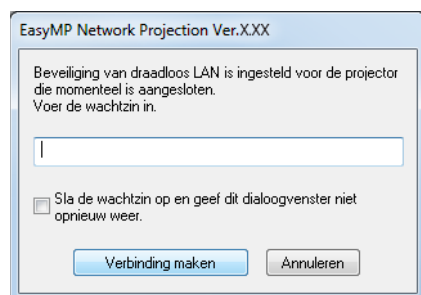 EasyMP Network Projection Ver.X.XX
Beveiliging van draadloos LAN is ingesteld voor de projector
die momenteel is aangesloten.
Voer de wachtzin in.
Sla de wachtzin op en geef dit dialoogvenster niet
opnieuw weer.
Verbinding maken
Annuleren